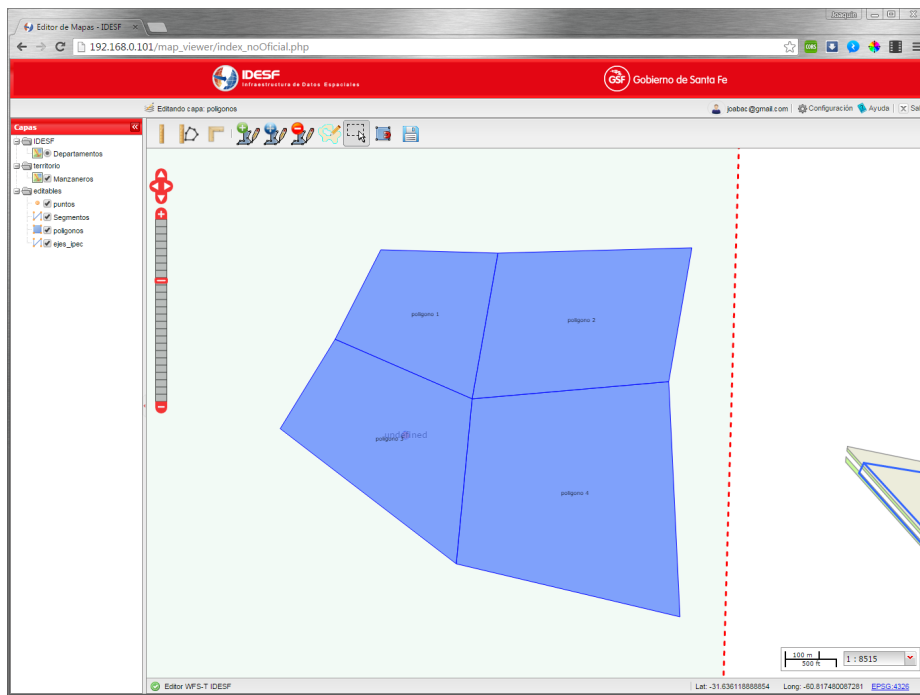 Joaquin
Editor de Mapas - IDESF
192.168.0.101/map_viewer/index_noOficial.php
CORS
IDESF
Infraestructura de Datos Espaciales
GSF
Gobierno de Santa Fe
Editando capa: poligonos
joabac@gmail.com
Configuración
Ayuda
Sal
Capas
IDESF
Departamentos
territorio
Manzaneros
editables
puntos
Segmentos
poligonos
ejes_ipec
poligono 1
poligono 2
undefined
poligono 3
poligono 4
100 m
500 ft
1 : 8515
Editor WFS-T IDESF
Lat: -31.636118888854
Long: -60.817480087281
EPSG:4326